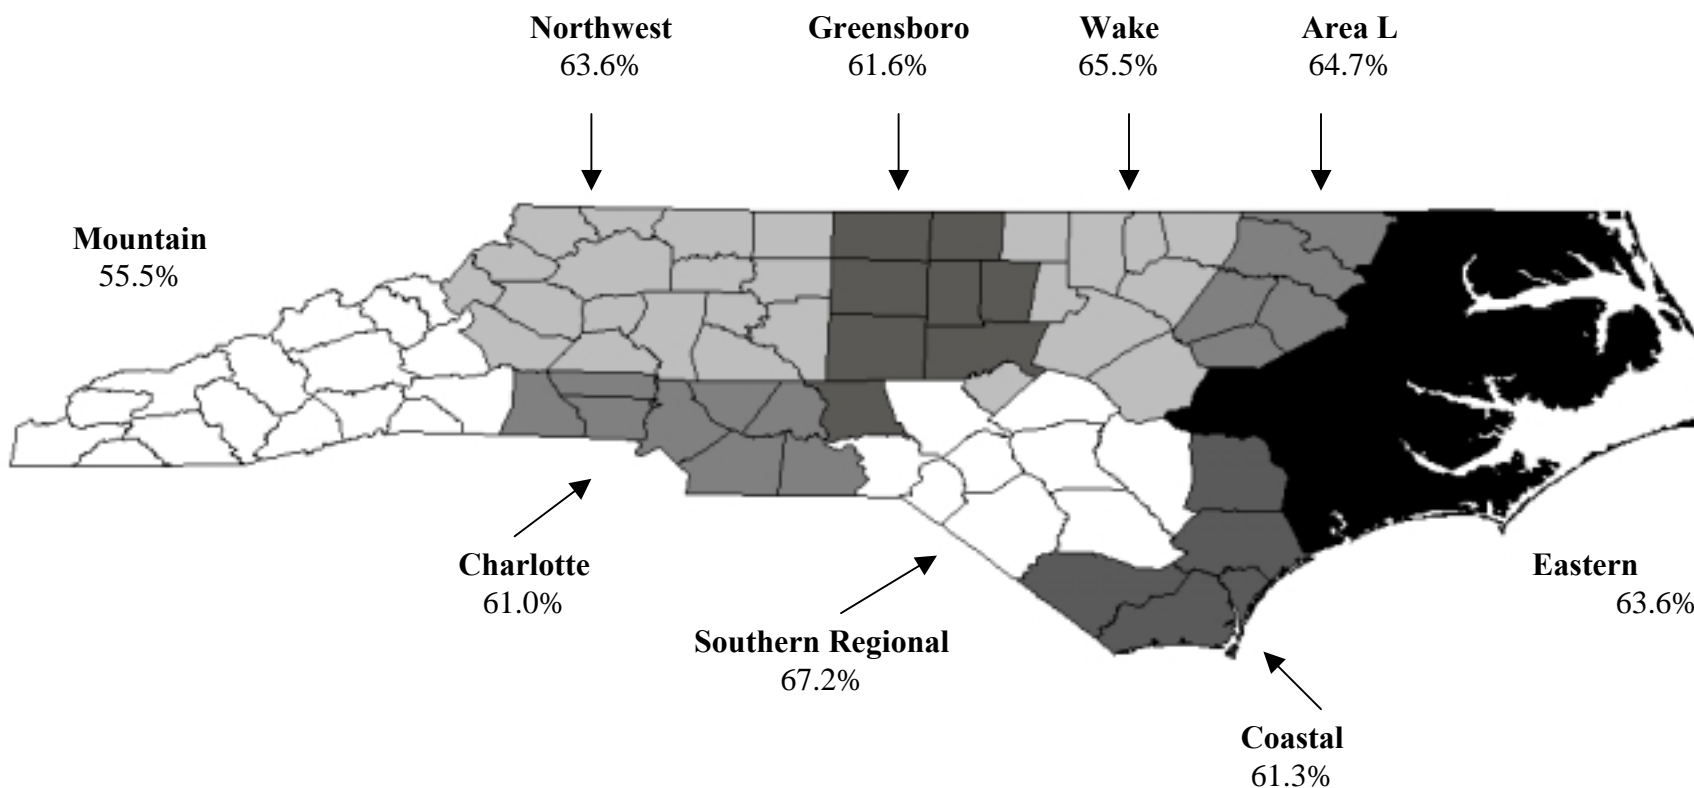 Northwest
63.6%
Greensboro
61.6%
Wake
65.5%
Area L
64.7%
Mountain
55.5%
Charlotte
61.0%
Southern Regional
67.2%
Eastern
63.6%
Coastal
61.3%